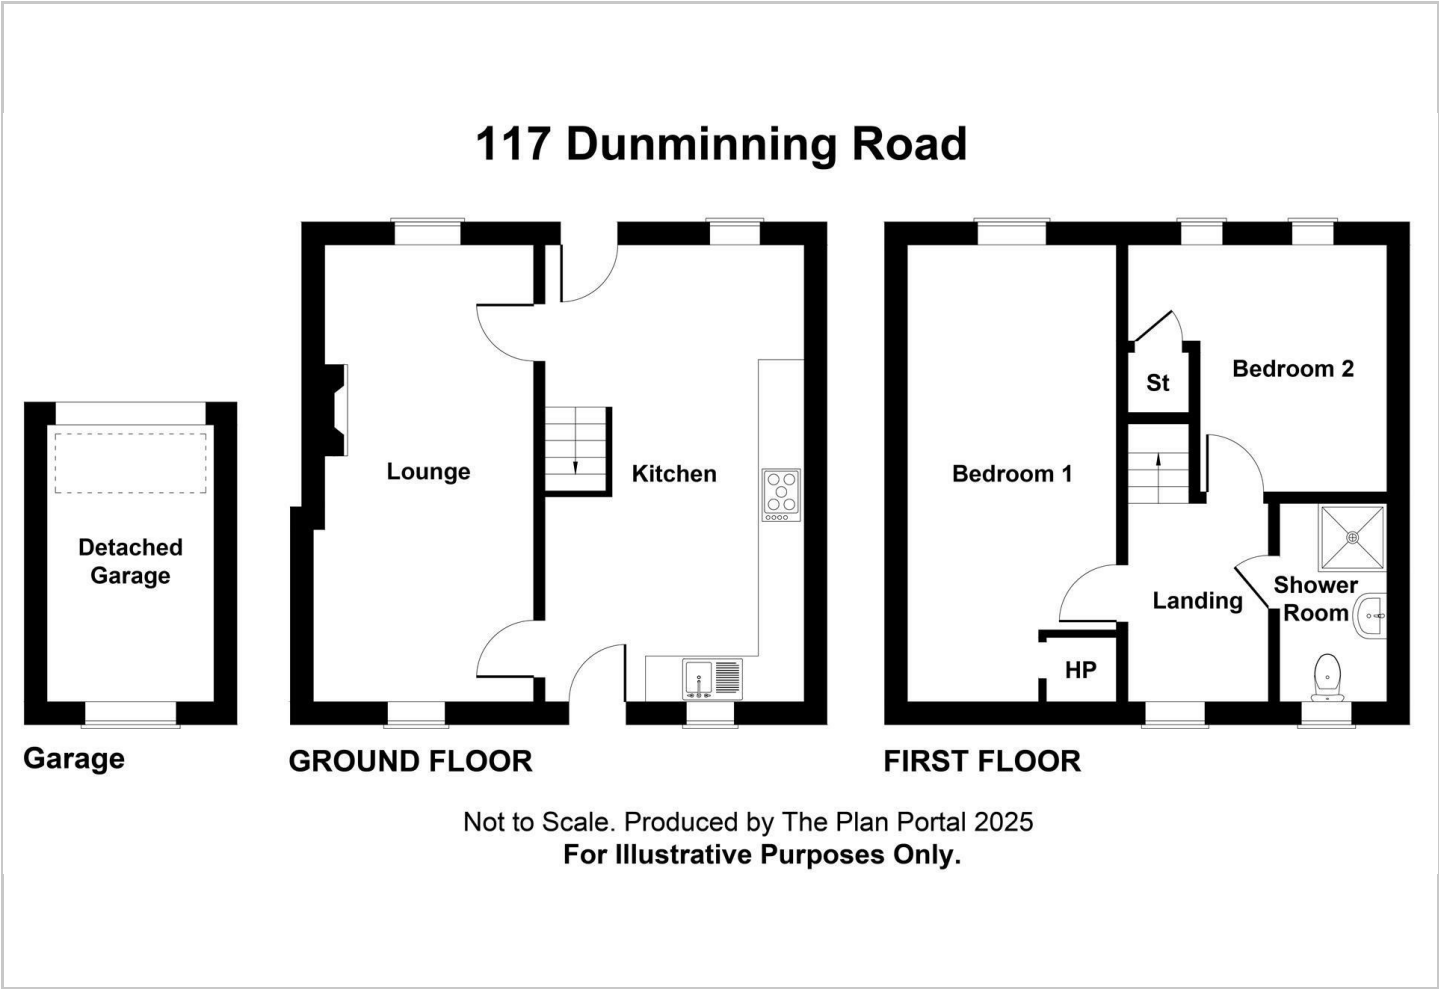 117 Dunminning Road
Lounge
Kitchen
Detached
Garage
Garage
GROUND FLOOR
Bedroom 1
St
Bedroom 2
Landing
Shower
Room
HP
FIRST FLOOR
Not to Scale. Produced by The Plan Portal 2025
For Illustrative Purposes Only.